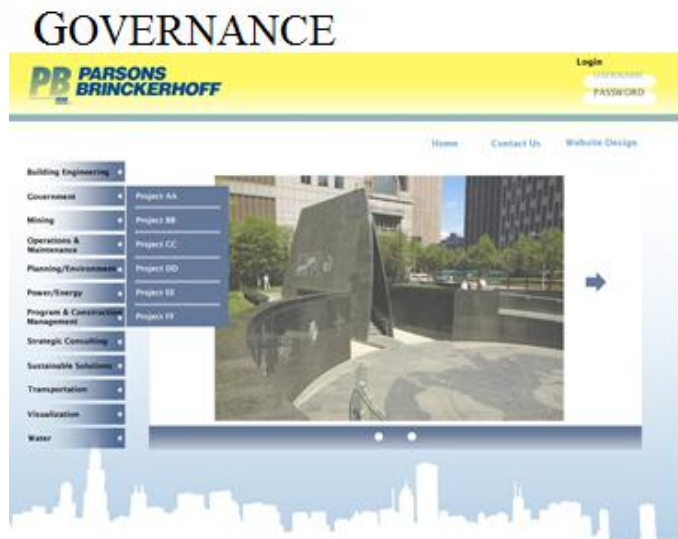 GOVERNANCE
PB PARSONS
BRINCKERHOFF
Login
USERNAME
PASSWORD
Home Contact Us Website Design
Building Engineering
Government
Project AA
Mining
Project BB
Operations &
Maintenance
Project CC
Planning/Environment
Project DD
Power/Energy
Project EE
Program & Construction
Management
Project FF
Strategic Consulting
Sustainable Solutions
Transportation
Visualization
Water